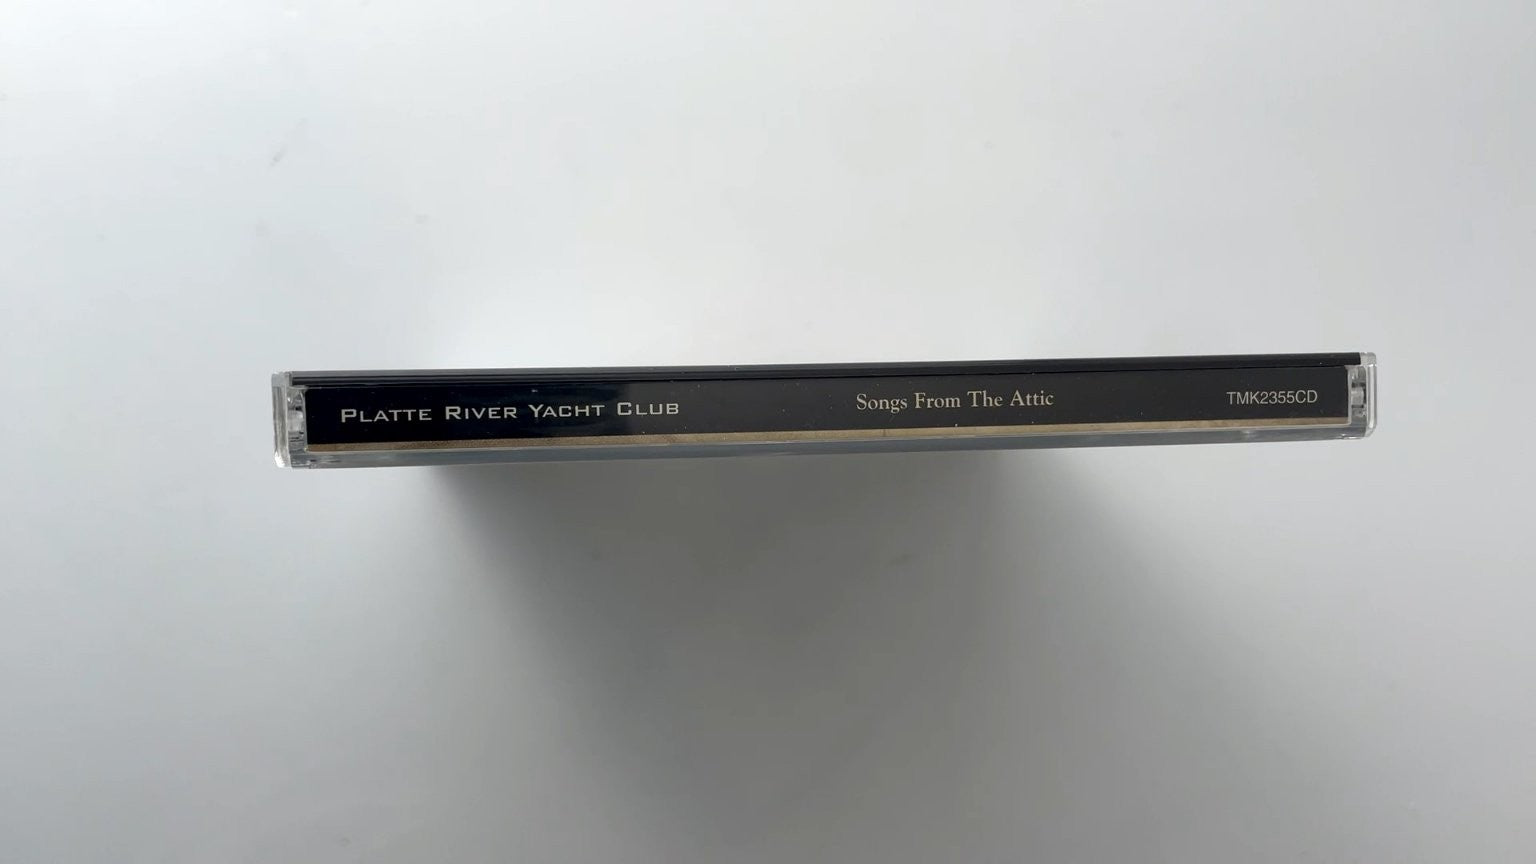 PLATTE RIVER YACHT CLUB Songs From The Attic TMK2355CD